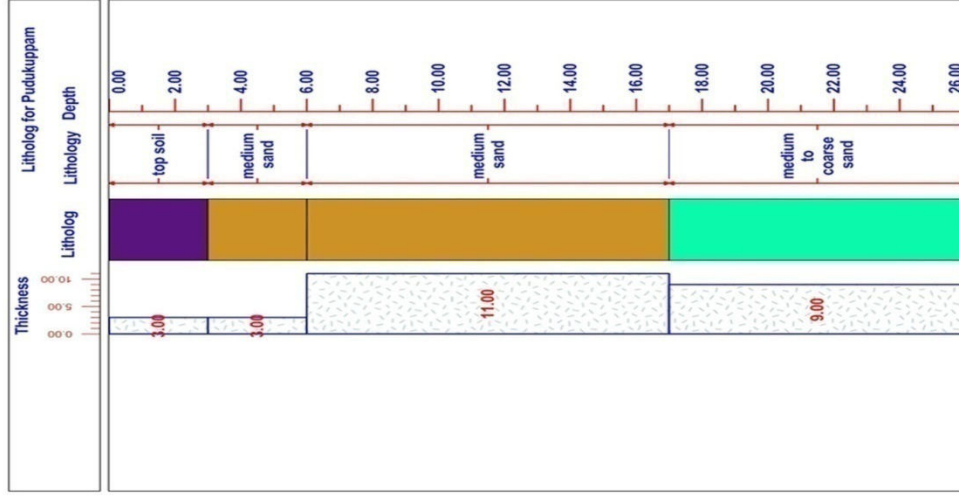 Litholog for Pudukuppam
Thickness
Litholog
Lithology
Depth
0.00
5.00
10.00
3.00
3.00
11.00
9.00
top soil
medium
sand
medium
sand
medium
to
coarse
sand
0.00
2.00
4.00
6.00
8.00
10.00
12.00
14.00
16.00
18.00
20.00
22.00
24.00
26.00